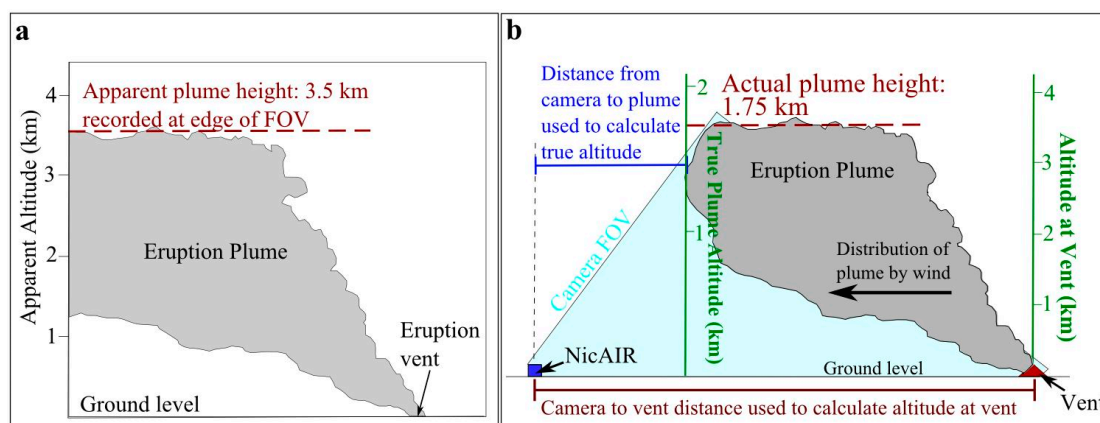 a
Apparent plume height: 3.5 km
recorded at edge of FOV
4
3
2
1
Apparent Altitude (km)
Eruption Plume
Eruption
vent
Ground level
b
Distance from
camera to plume
used to calculate
true altitude
Actual plume height:
1.75 km
2
1
True Plume Altitude (km)
Eruption Plume
4
3
2
1
Altitude at Vent (km)
Camera FOV
Distribution of
plume by wind
NicAIR
Ground level
Vent
Camera to vent distance used to calculate altitude at vent